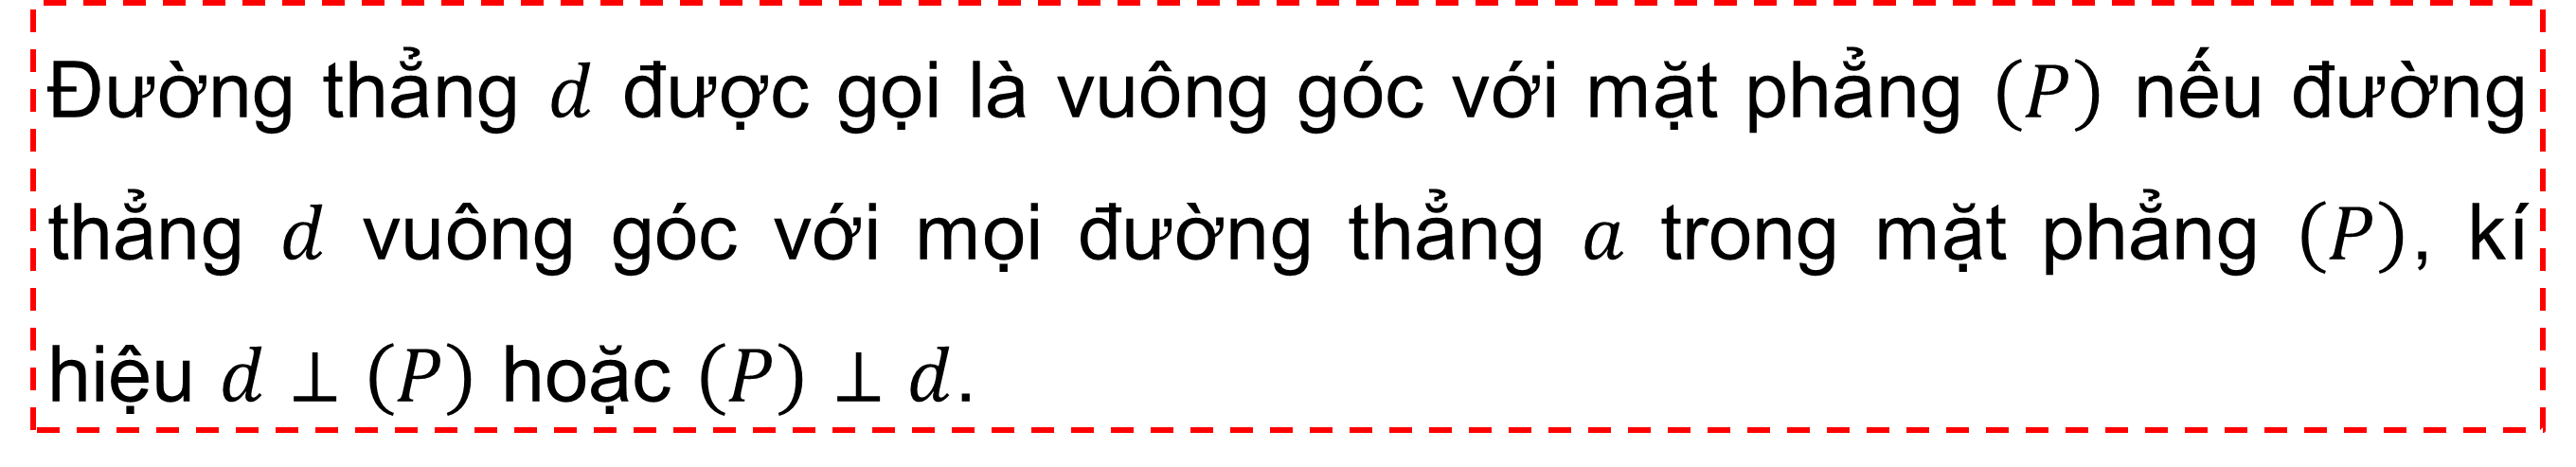 Đường thẳng d được gọi là vuông góc với mặt phẳng (P) nếu đường
thẳng d vuông góc với mọi đường thẳng a trong mặt phẳng (P), kí
hiệu d ⊥ (P) hoặc (P) ⊥ d.